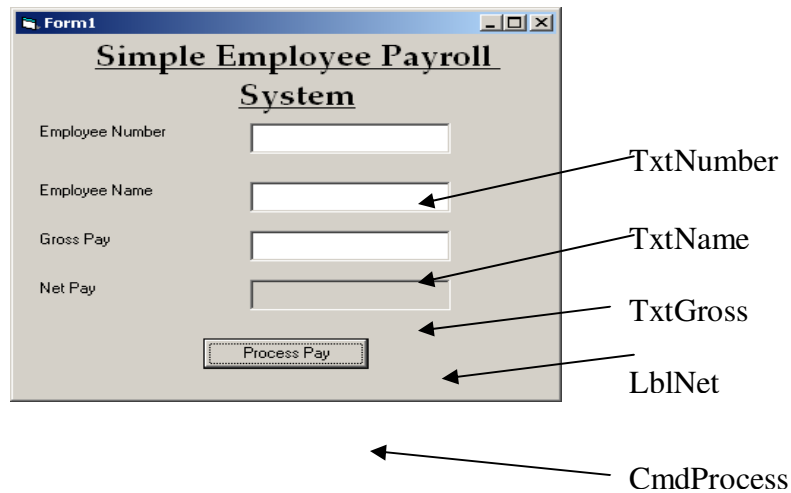 Form1
Simple Employee Payroll
System
Employee Number
TxtNumber
Employee Name
TxtName
Gross Pay
Net Pay
TxtGross
Process Pay
LblNet
CmdProcess